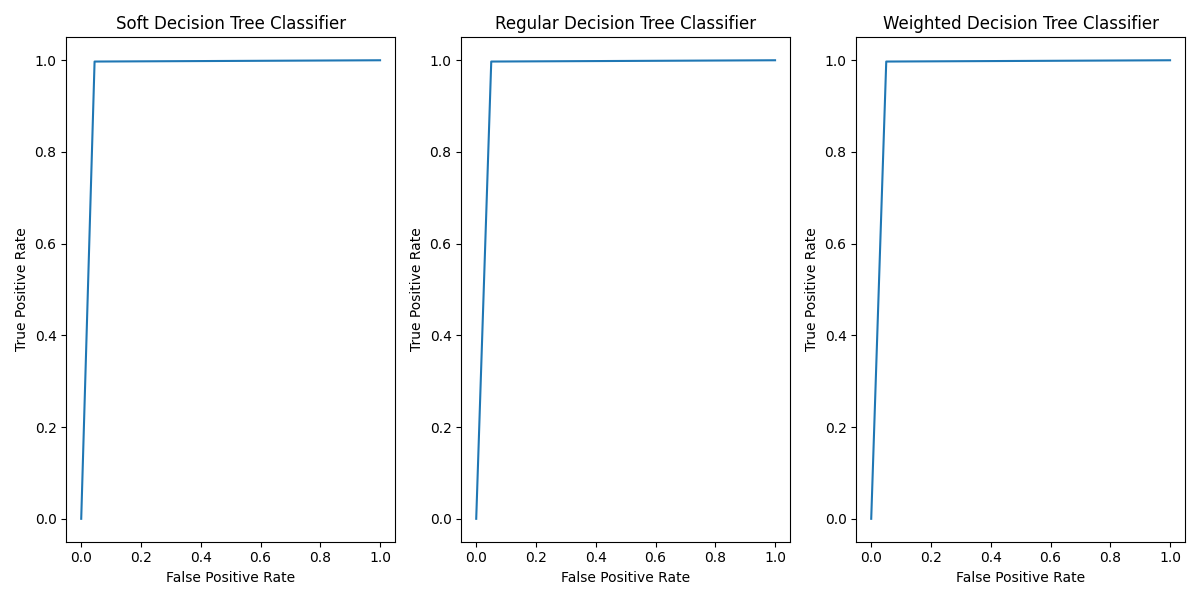 Soft Decision Tree Classifier
1.0
0.8
0.6
0.4
0.2
0.0
True Positive Rate
0.0 0.2 0.4 0.6 0.8 1.0
False Positive Rate
Regular Decision Tree Classifier
1.0
0.8
0.6
0.4
0.2
0.0
True Positive Rate
0.0 0.2 0.4 0.6 0.8 1.0
False Positive Rate
Weighted Decision Tree Classifier
1.0
0.8
0.6
0.4
0.2
0.0
True Positive Rate
0.0 0.2 0.4 0.6 0.8 1.0
False Positive Rate